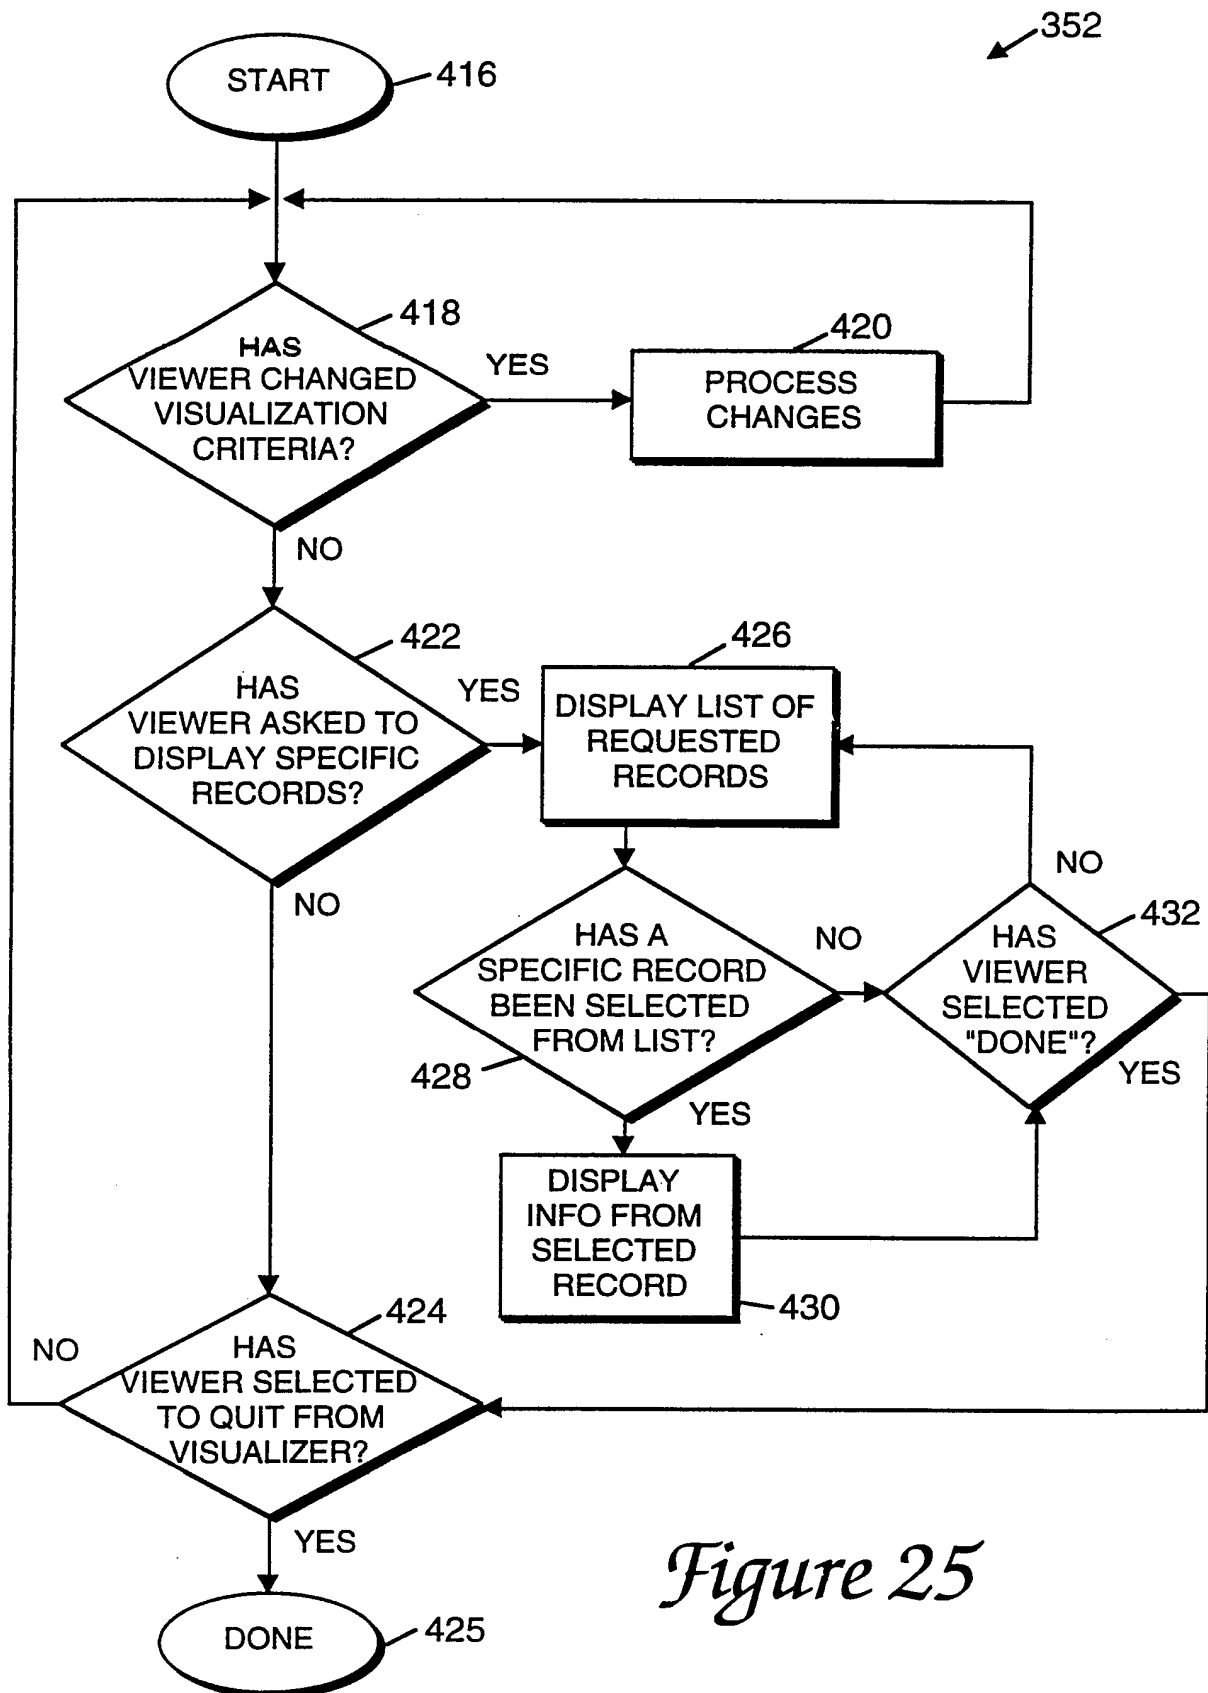 352
START
416
418
HAS
VIEWER CHANGED
VISUALIZATION
CRITERIA?
YES
420
PROCESS
CHANGES
NO
422
HAS
VIEWER ASKED TO
DISPLAY SPECIFIC
RECORDS?
YES
426
DISPLAY LIST OF
REQUESTED
RECORDS
NO
NO
HAS A
SPECIFIC RECORD
BEEN SELECTED
FROM LIST?
428
NO
432
HAS
VIEWER
SELECTED
"DONE"?
YES
YES
DISPLAY
INFO FROM
SELECTED
RECORD
430
424
NO
HAS
VIEWER SELECTED
TO QUIT FROM
VISUALIZER?
YES
DONE
425
Figure 25